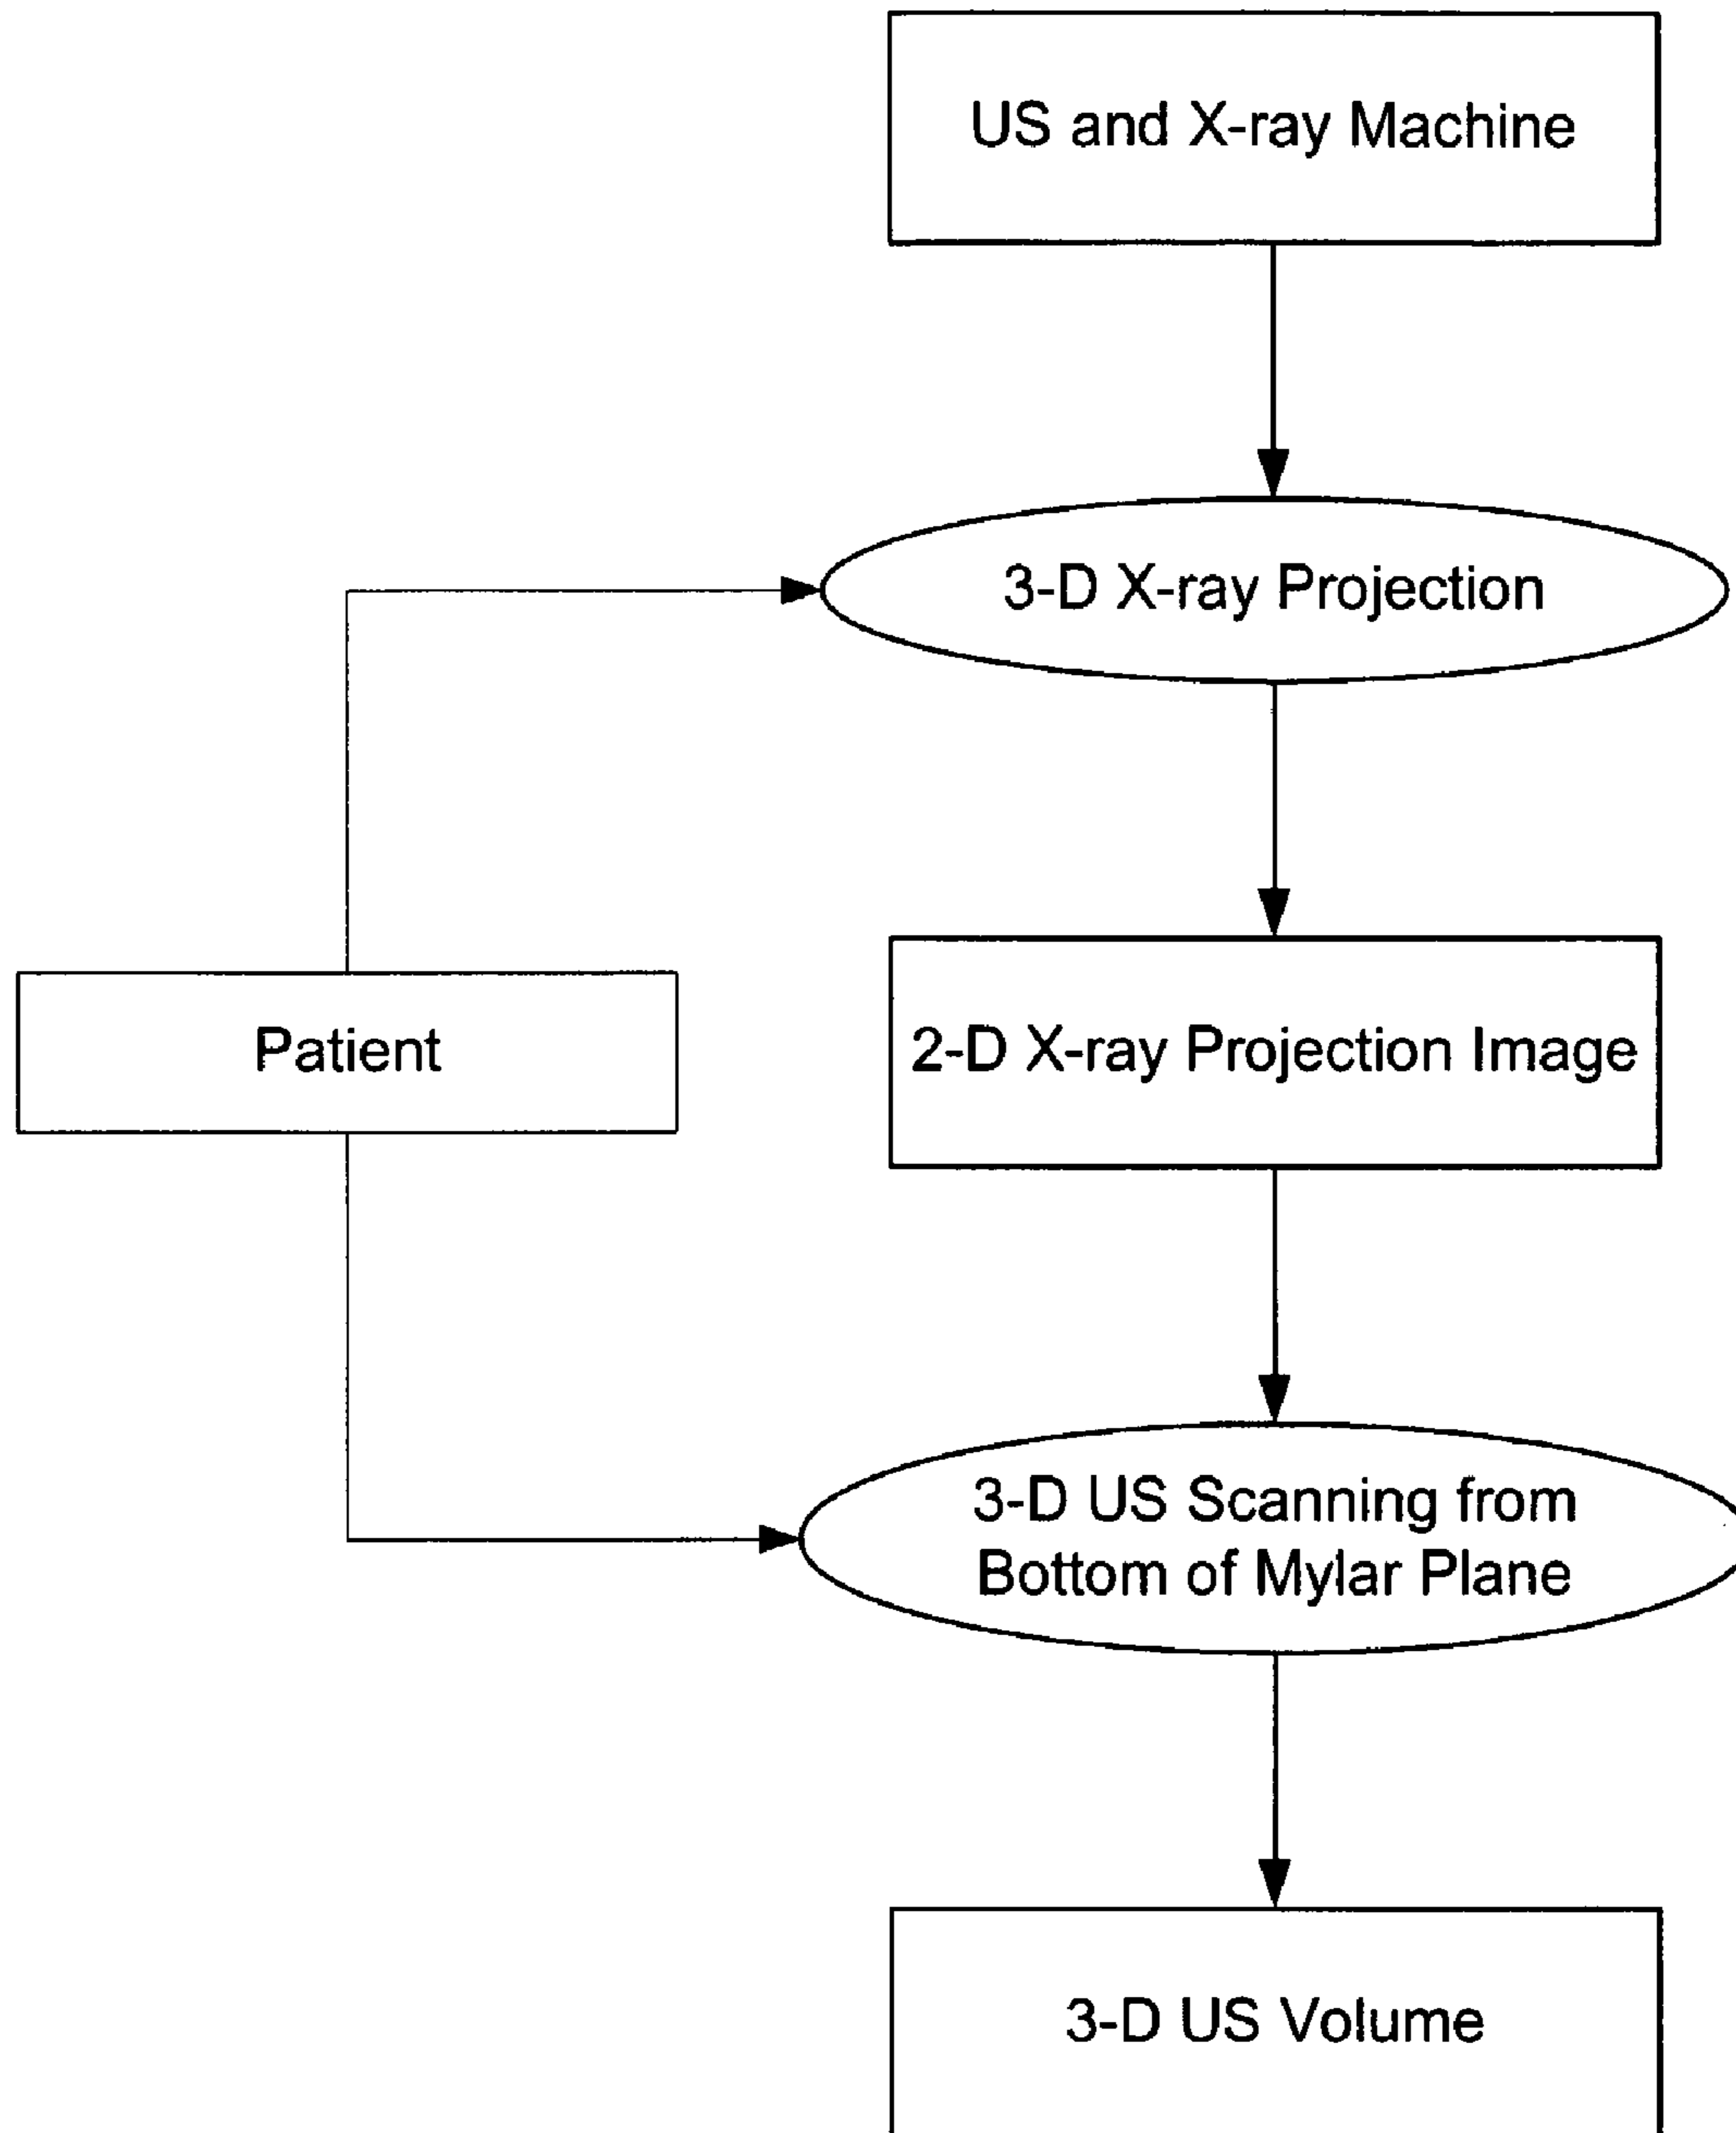 US and X-ray Machine
3-D X-ray Projection
Patient
2-D X-ray Projection Image
3-D US Scanning from
Bottom of Mylar Plane
3-D US Volume